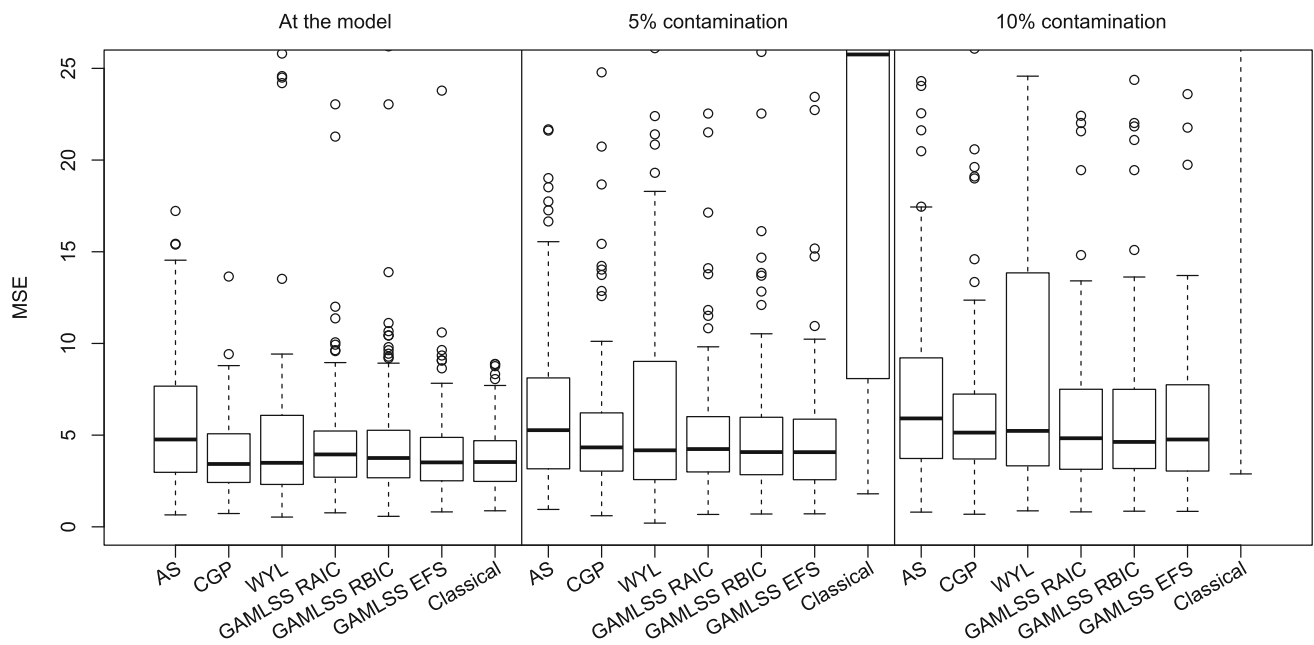 At the model 5% contamination 10% contamination
MSE
25
20
15
10
5
0
AS CGP WYL GAMLSS RAIC GAMLSS RBIC GAMLSS EFS Classical AS CGP WYL GAMLSS RAIC GAMLSS RBIC GAMLSS EFS Classical AS CGP WYL GAMLSS RAIC GAMLSS RBIC GAMLSS EFS Classical